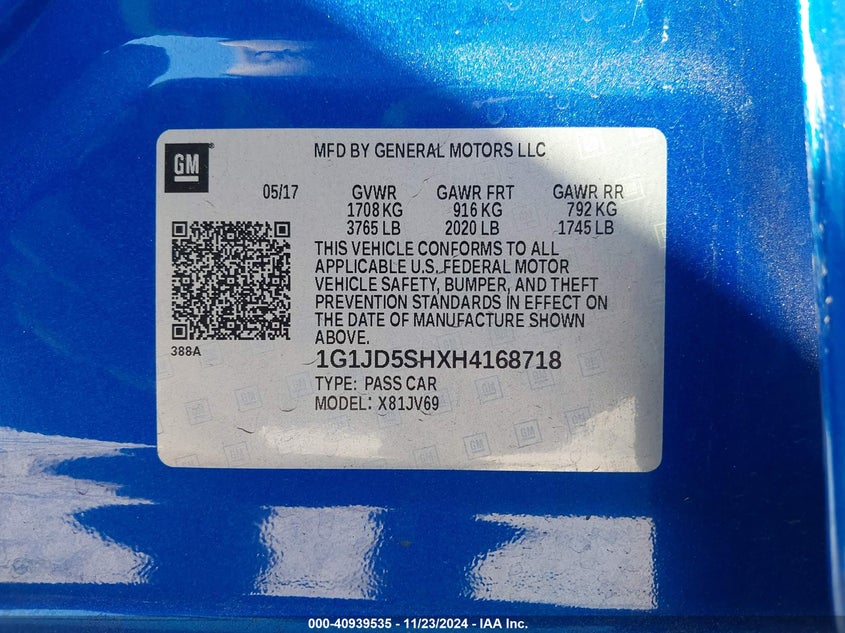 GM
MFD BY GENERAL MOTORS LLC
05/17 GVWR GAWR FRT GAWR RR
1708 KG 916 KG 792 KG
3765 LB 2020 LB 1745 LB
THIS VEHICLE CONFORMS TO ALL
APPLICABLE U.S. FEDERAL MOTOR
VEHICLE SAFETY, BUMPER, AND THEFT
PREVENTION STANDARDS IN EFFECT ON
THE DATE OF MANUFACTURE SHOWN
ABOVE.
388A
1G1JD5SHXH4168718
TYPE: PASS CAR
MODEL: X81JV69
000-40939535 - 11/23/2024 - IAA Inc.